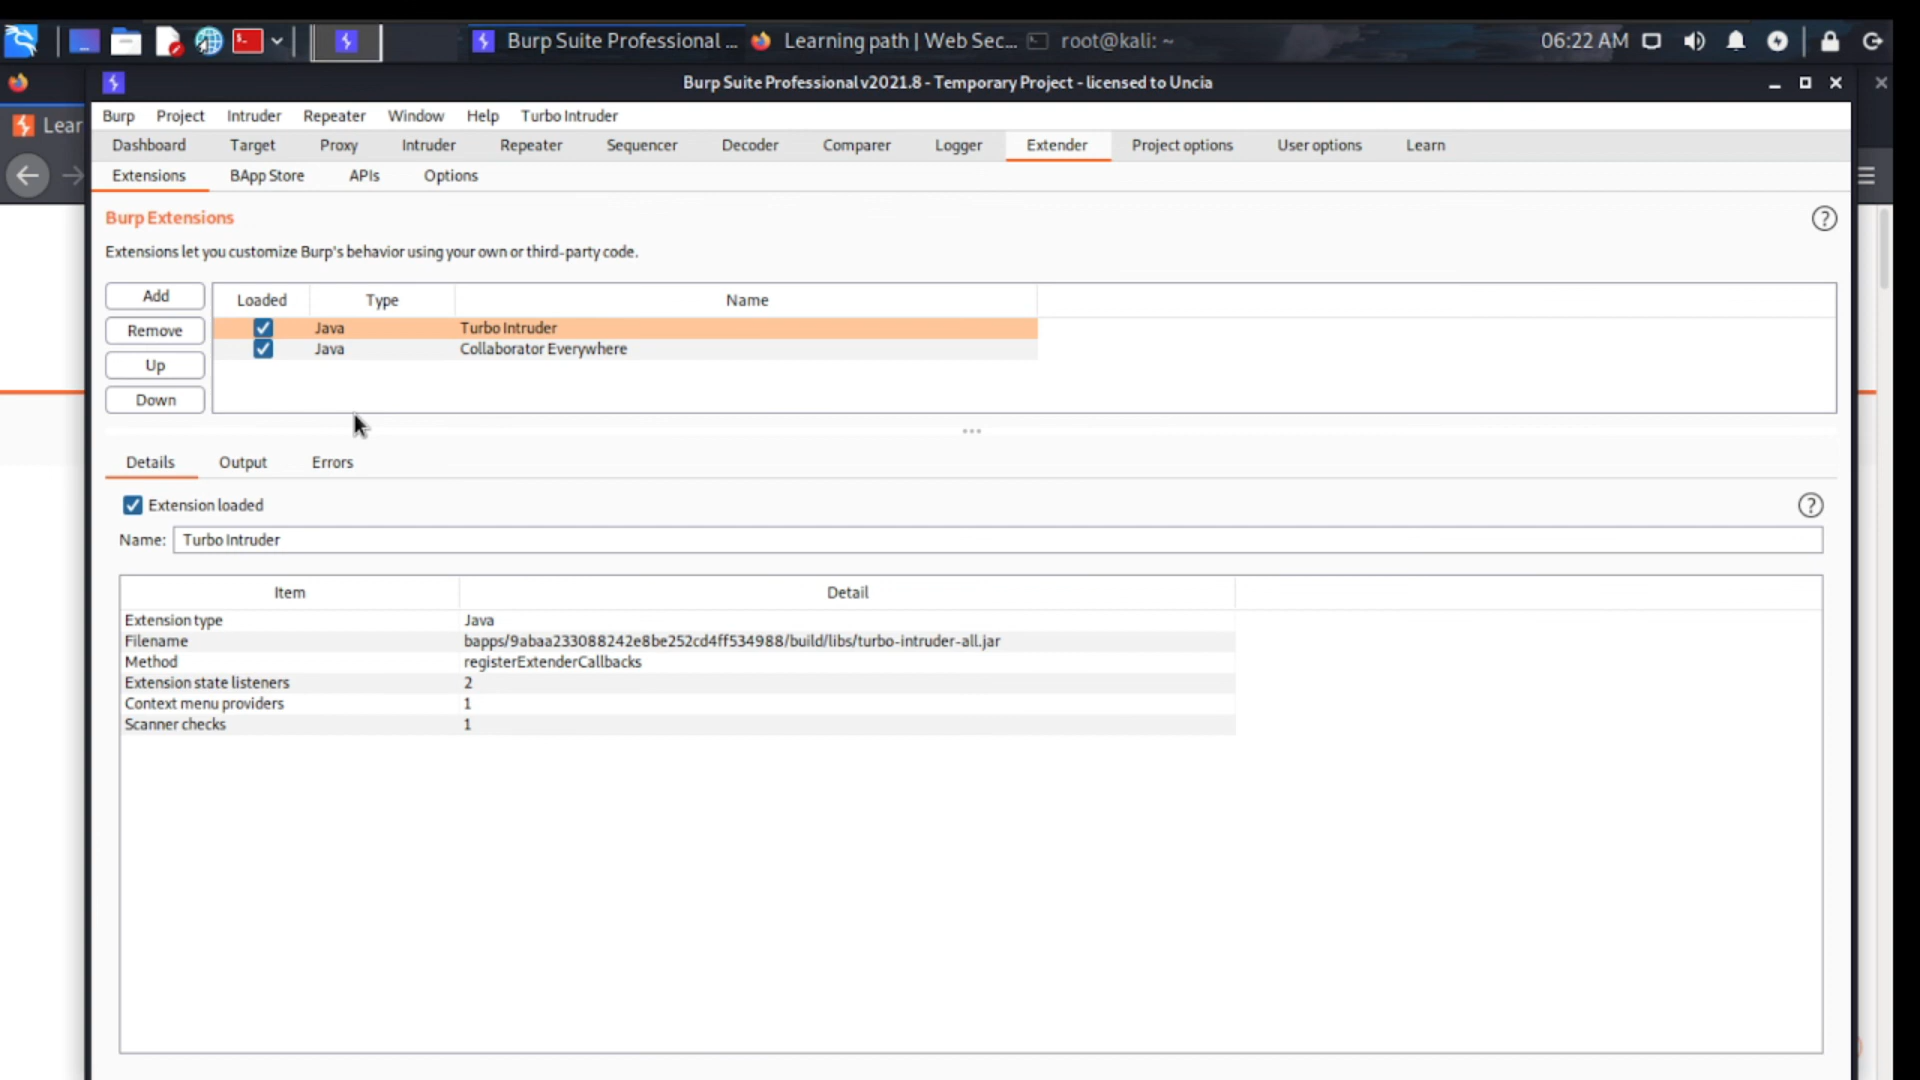 Burp Suite Professional ... Learning path | Web Sec... root@kali: ~ 06:22 AM
Burp Suite Professional v2021.8 - Temporary Project - licensed to Uncia
Lear
Burp Project Intruder Repeater Window Help Turbo Intruder
Dashboard Target Proxy Intruder Repeater Sequencer Decoder Comparer Logger Extender Project options User options Learn
Extensions BApp Store APIs Options
Burp Extensions
?
Extensions let you customize Burp's behavior using your own or third-party code.
Add
Remove
Up
Down
Loaded Type Name
Java Turbo Intruder
Java Collaborator Everywhere
Details Output Errors
Extension loaded
?
Name: Turbo Intruder
Item Detail
Extension type Java
Filename bapps/9abaa233088242e8be252cd4ff534988/build/libs/turbo-intruder-all.jar
Method registerExtenderCallbacks
Extension state listeners 2
Context menu providers 1
Scanner checks 1